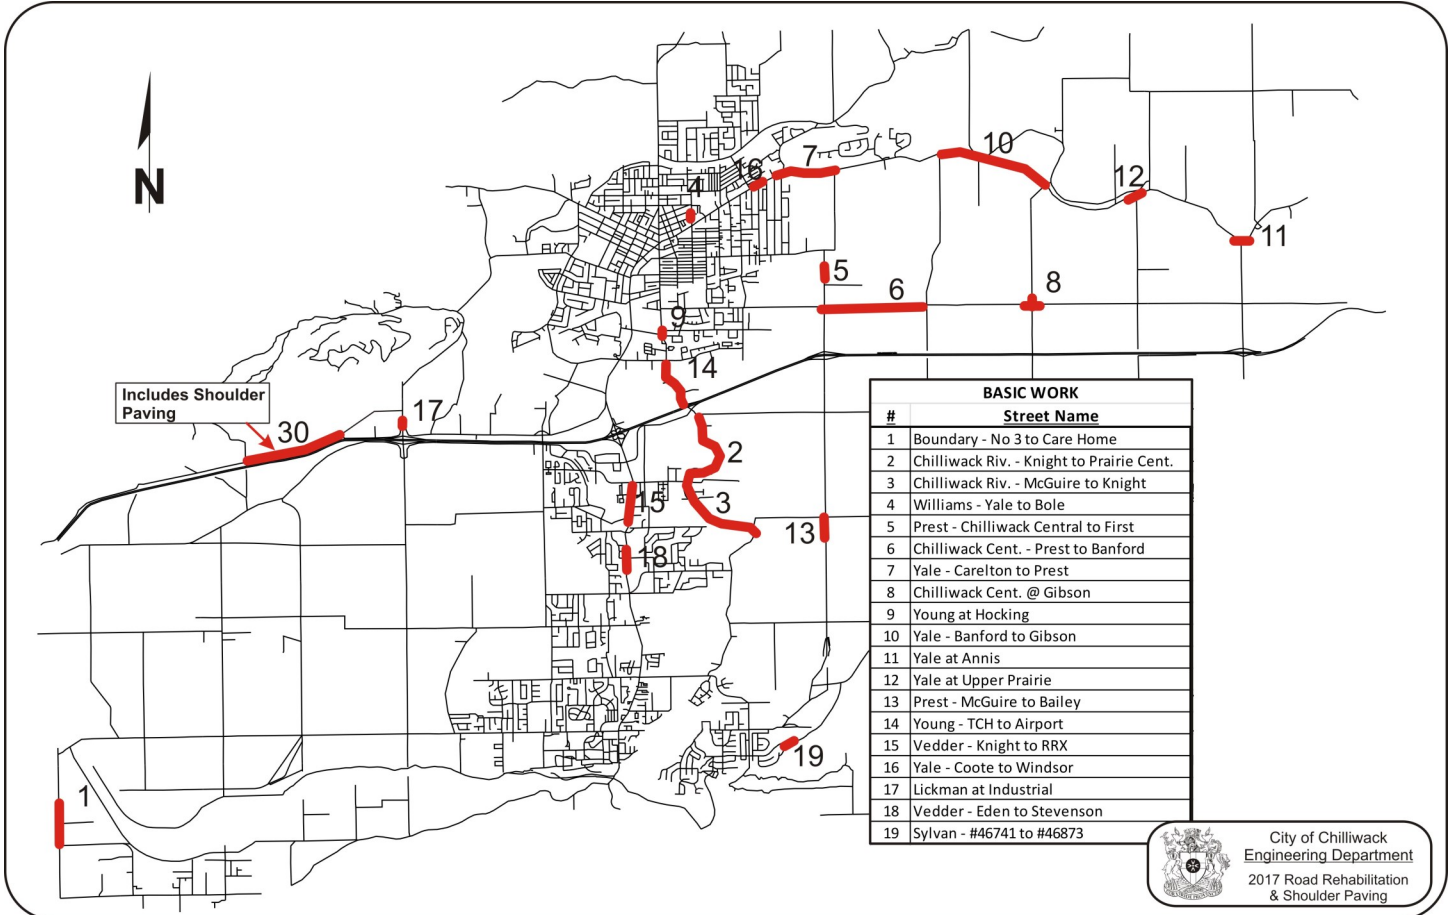 10
7
16
12
4
11
5
8
6
9
14
N
Includes Shoulder
Paving
17
30
2
15
3
13
18
19
1
BASIC WORK
# Street Name
1 Boundary - No 3 to Care Home
2 Chilliwack Riv. - Knight to Prairie Cent.
3 Chilliwack Riv. - McGuire to Knight
4 Williams - Yale to Bole
5 Prest - Chilliwack Central to First
6 Chilliwack Cent. - Prest to Banford
7 Yale - Carelton to Prest
8 Chilliwack Cent. @ Gibson
9 Young at Hocking
10 Yale - Banford to Gibson
11 Yale at Annis
12 Yale at Upper Prairie
13 Prest - McGuire to Bailey
14 Young - TCH to Airport
15 Vedder - Knight to RRX
16 Yale - Coote to Windsor
17 Lickman at Industrial
18 Vedder - Eden to Stevenson
19 Sylvan - #46741 to #46873
City of Chilliwack
Engineering Department
2017 Road Rehabilitation
& Shoulder Paving